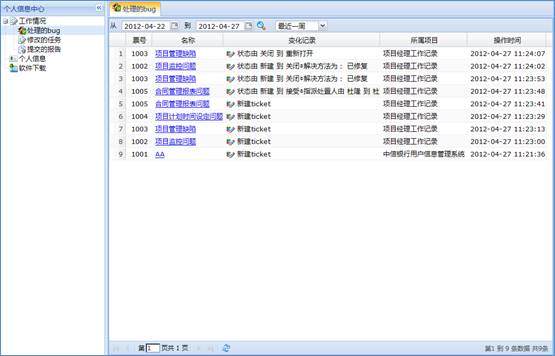 个人信息中心
工作情况
处理的bug
修改的任务
提交的报告
个人信息
软件下载
处理的bug
从 2012-04-22 到 2012-04-27 最近一周
票号 名称 变化记录 所属项目 操作时间
1 1003 项目管理缺陷 状态由 关闭 到 重新打开 项目经理工作记录 2012-04-27 11:24:07
2 1002 项目监控问题 状态由 新建 到 关闭+解决方法为： 已修复 项目经理工作记录 2012-04-27 11:24:02
3 1003 项目管理缺陷 状态由 新建 到 关闭+解决方法为： 已修复 项目经理工作记录 2012-04-27 11:23:53
4 1005 合同管理报表问题 状态由 新建 到 接受+指派处置人由 杜隆 到 杜 项目经理工作记录 2012-04-27 11:23:48
5 1005 合同管理报表问题 新建ticket 项目经理工作记录 2012-04-27 11:23:41
6 1004 项目计划时间设定问题 新建ticket 项目经理工作记录 2012-04-27 11:23:29
7 1003 项目管理缺陷 新建ticket 项目经理工作记录 2012-04-27 11:23:13
8 1002 项目监控问题 新建ticket 项目经理工作记录 2012-04-27 11:23:00
9 1001 AA 新建ticket 中信银行用户信息管理系统 2012-04-27 11:21:36
第 1 页共 1 页 第1 到 9 条数据 共9条